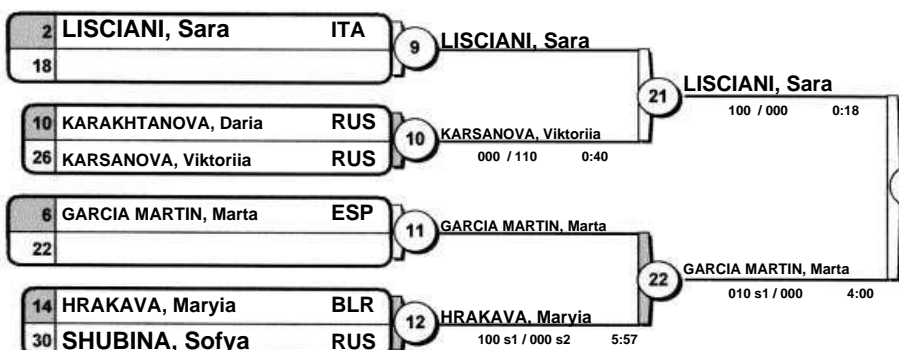 2 LISCIANI, Sara ITA
18
9 LISCIANI, Sara
10 KARAKHTANOVA, Daria RUS
26 KARSANOVA, Viktoriia RUS
10 KARSANOVA, Viktoriia
000 / 110 0:40
21 LISCIANI, Sara
100 / 000 0:18
6 GARCIA MARTIN, Marta ESP
22
11 GARCIA MARTIN, Marta
14 HRAKAVA, Maryia BLR
30 SHUBINA, Sofya RUS
12 HRAKAVA, Maryia
100 s1 / 000 s2 5:57
22 GARCIA MARTIN, Marta
010 s1 / 000 4:00